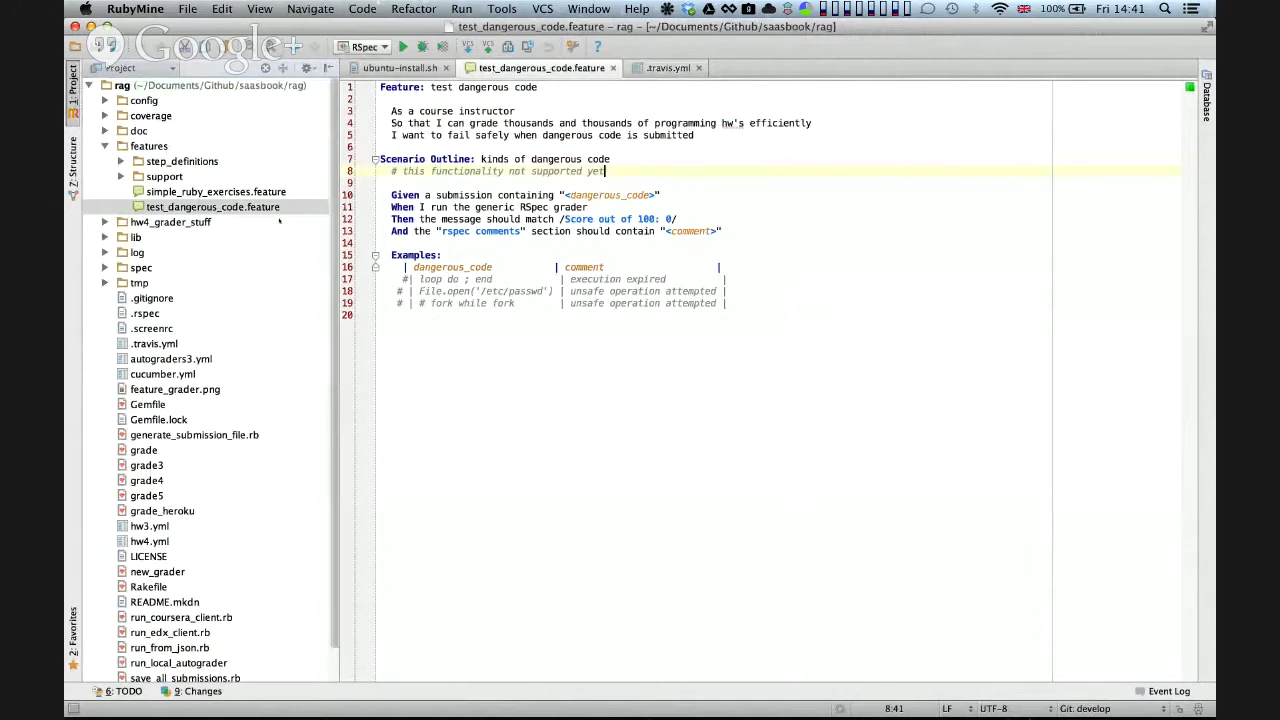 RubyMine File Edit View Navigate Code Refactor Run Tools VCS Window Help 100% Fri 14:41
test_dangerous_code.feature – rag – [~/Documents/Github/saasbook/rag]
Google+
RSpec
Project
ubuntu-install.sh
test_dangerous_code.feature
.travis.yml
1: Project
7: Structure
2: Favorites
Database
rag (~/Documents/Github/saasbook/rag)
config
coverage
doc
features
step_definitions
support
simple_ruby_exercises.feature
test_dangerous_code.feature
hw4_grader_stuff
lib
log
spec
tmp
.gitignore
.rspec
.screenrc
.travis.yml
autograders3.yml
cucumber.yml
feature_grader.png
Gemfile
Gemfile.lock
generate_submission_file.rb
grade
grade3
grade4
grade5
grade_heroku
hw3.yml
hw4.yml
LICENSE
new_grader
Rakefile
README.mkdn
run_coursera_client.rb
run_edx_client.rb
run_from_json.rb
run_local_autograder
save_all_submissions.rb
1 Feature: test dangerous code
2
3 As a course instructor
4 So that I can grade thousands and thousands of programming hw's efficiently
5 I want to fail safely when dangerous code is submitted
6
7 Scenario Outline: kinds of dangerous code
8 # this functionality not supported yet
9
10 Given a submission containing "<dangerous_code>"
11 When I run the generic RSpec grader
12 Then the message should match /Score out of 100: 0/
13 And the "rspec comments" section should contain "<comment>"
14
15 Examples:
16 | dangerous_code | comment |
17 #| loop do ; end | execution expired |
18 # | File.open('/etc/passwd') | unsafe operation attempted |
19 # | # fork while fork | unsafe operation attempted |
20
6: TODO
9: Changes
Event Log
8:41 LF UTF-8 Git: develop